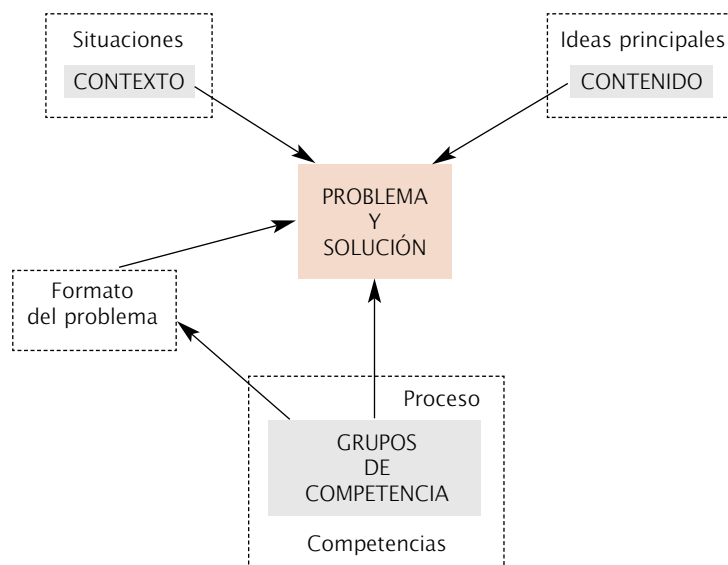 Situaciones
CONTEXTO
Ideas principales
CONTENIDO
PROBLEMA
Y
SOLUCIÓN
Formato
del problema
Proceso
GRUPOS
DE
COMPETENCIA
Competencias